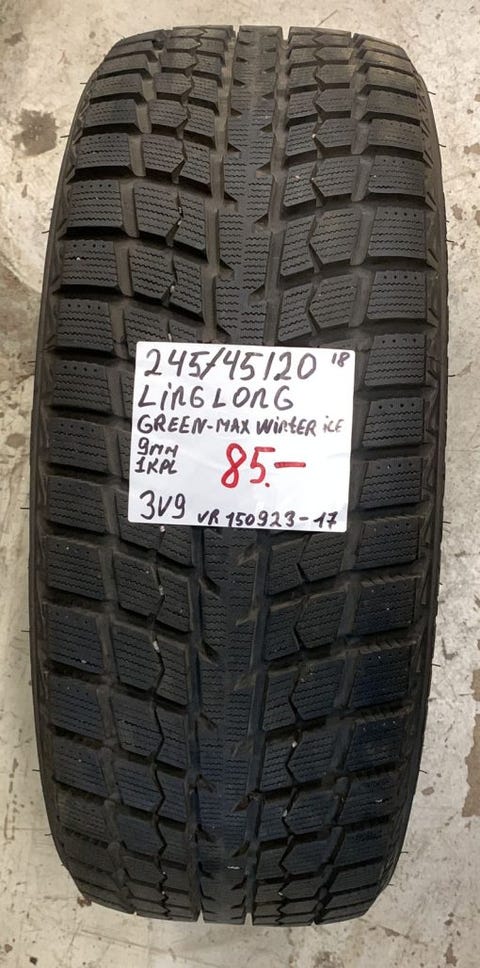 245/45/20 18
LiNGLONG
GREEN-MAX WiNTER iCE
9MM
1KPL 85.-
3V9 VR 150923-17